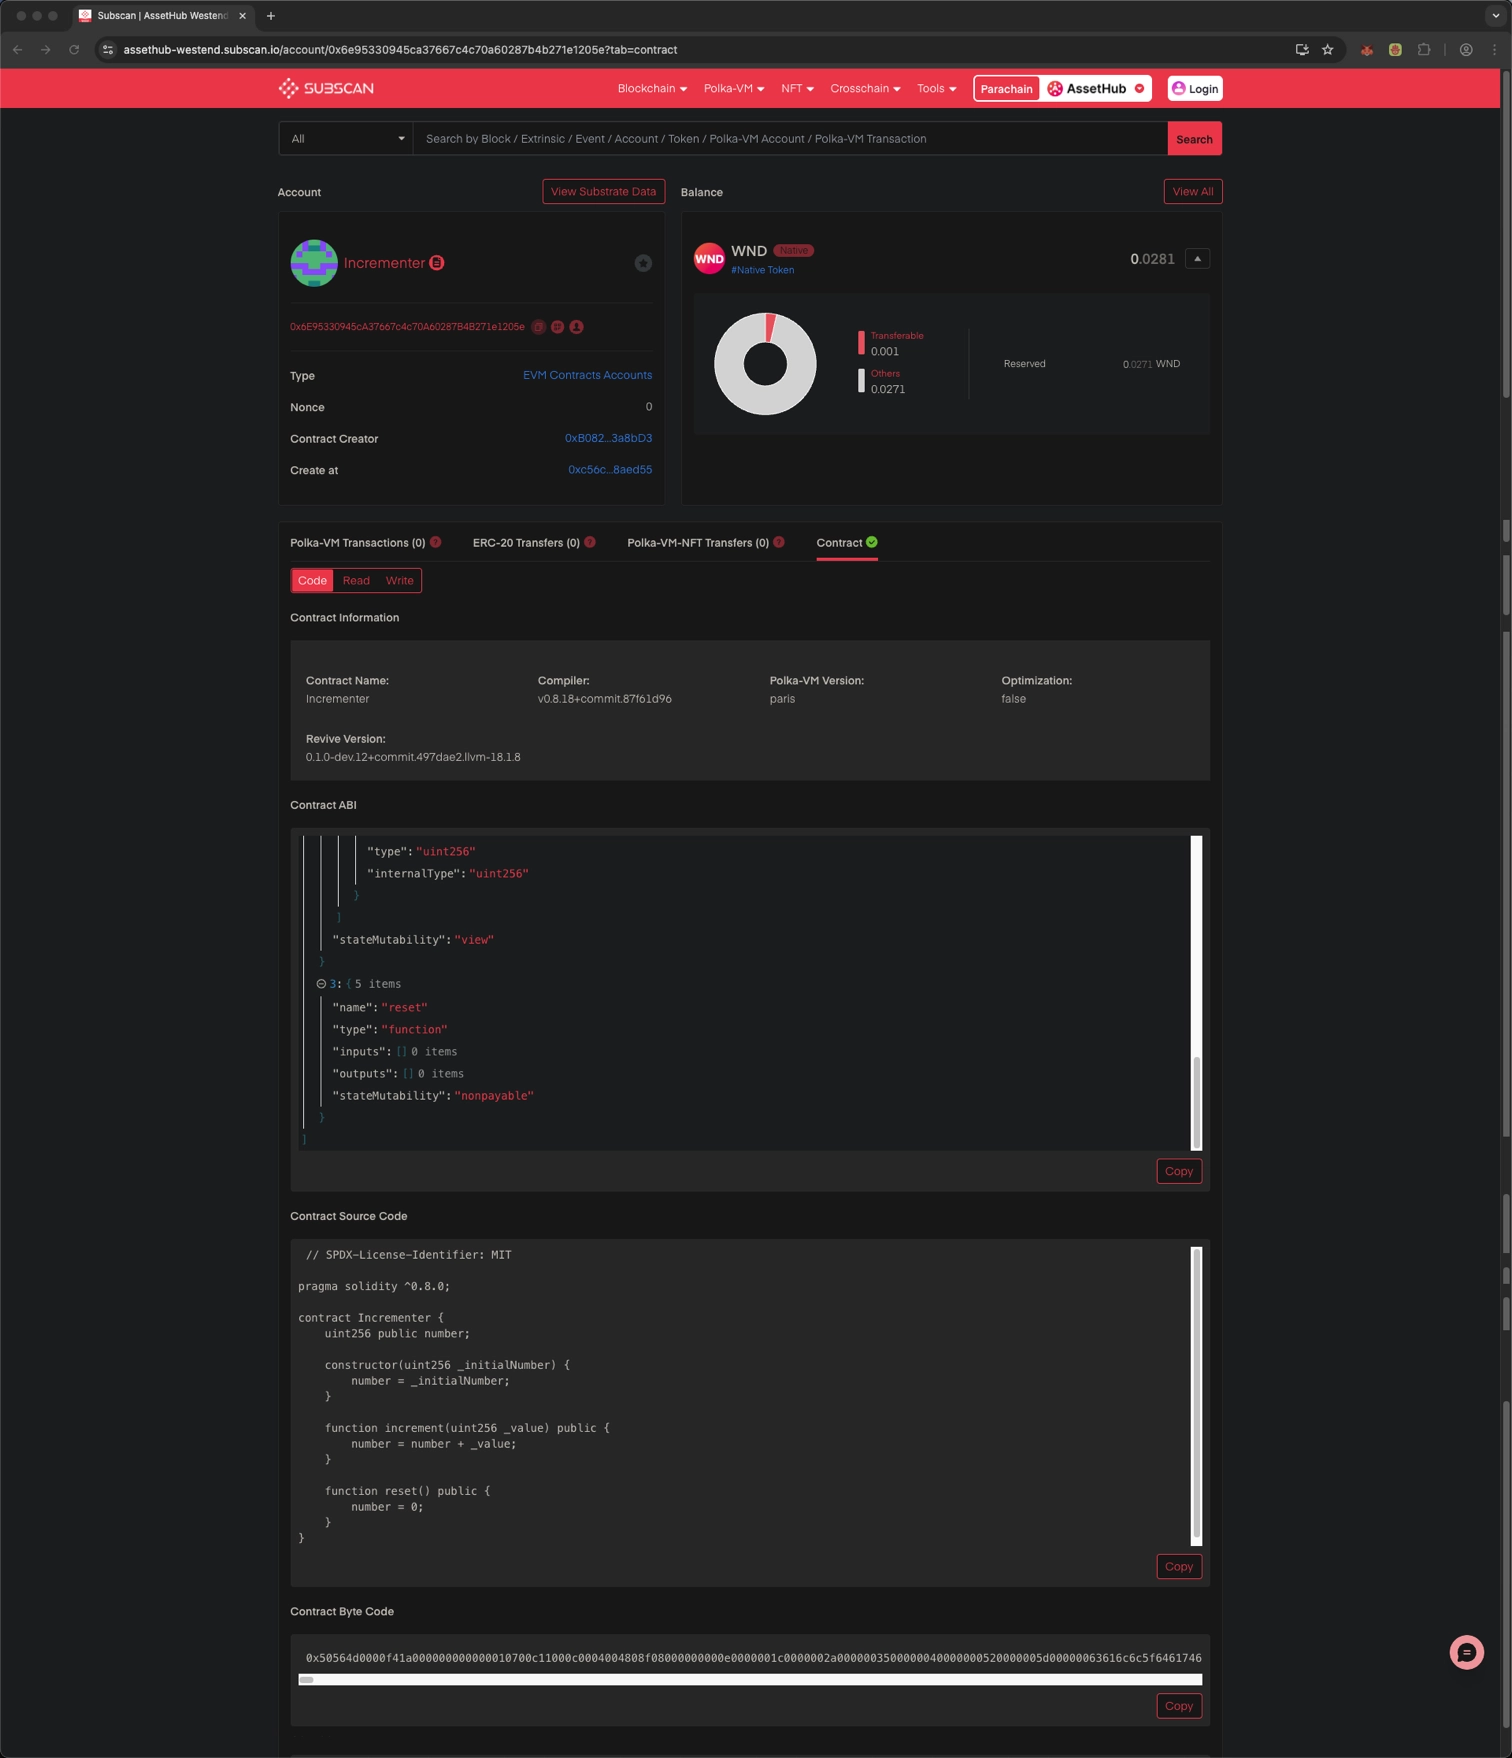 Subscan | AssetHub Westend
assethub-westend.subscan.io/account/0x6e95330945ca37667c4c70a60287b4b271e1205e?tab=contract
SUBSCAN
Blockchain Polka-VM NFT Crosschain Tools Parachain AssetHub Login
All Search by Block / Extrinsic / Event / Account / Token / Polka-VM Account / Polka-VM Transaction Search
Account View Substrate Data Balance View All
Incrementer
WND WND Native 0.0281
#Native Token
0x6E95330945cA37667c4c70A60287B4B271e1205e
Transferable
0.001
Others
0.0271
Reserved 0.0271 WND
Type EVM Contracts Accounts
Nonce 0
Contract Creator 0xB082...3a8bD3
Create at 0xc56c...8aed55
Polka-VM Transactions (0) ERC-20 Transfers (0) Polka-VM-NFT Transfers (0) Contract
Code Read Write
Contract Information
Contract Name: Compiler: Polka-VM Version: Optimization:
Incrementer v0.8.18+commit.87f61d96 paris false
Revive Version:
0.1.0-dev.12+commit.497dae2.llvm-18.1.8
Contract ABI
"type": "uint256"
"internalType": "uint256"
}
]
"stateMutability": "view"
}
3: { 5 items
"name": "reset"
"type": "function"
"inputs": [] 0 items
"outputs": [] 0 items
"stateMutability": "nonpayable"
}
]
Copy
Contract Source Code
// SPDX-License-Identifier: MIT
pragma solidity ^0.8.0;
contract Incrementer {
uint256 public number;
constructor(uint256 _initialNumber) {
number = _initialNumber;
}
function increment(uint256 _value) public {
number = number + _value;
}
function reset() public {
number = 0;
}
}
Copy
Contract Byte Code
0x50564d0000f41a000000000000010700c11000c0004004808f08000000000e0000001c0000002a0000003500000040000000520000005d00000063616c6c5f6461746
Copy